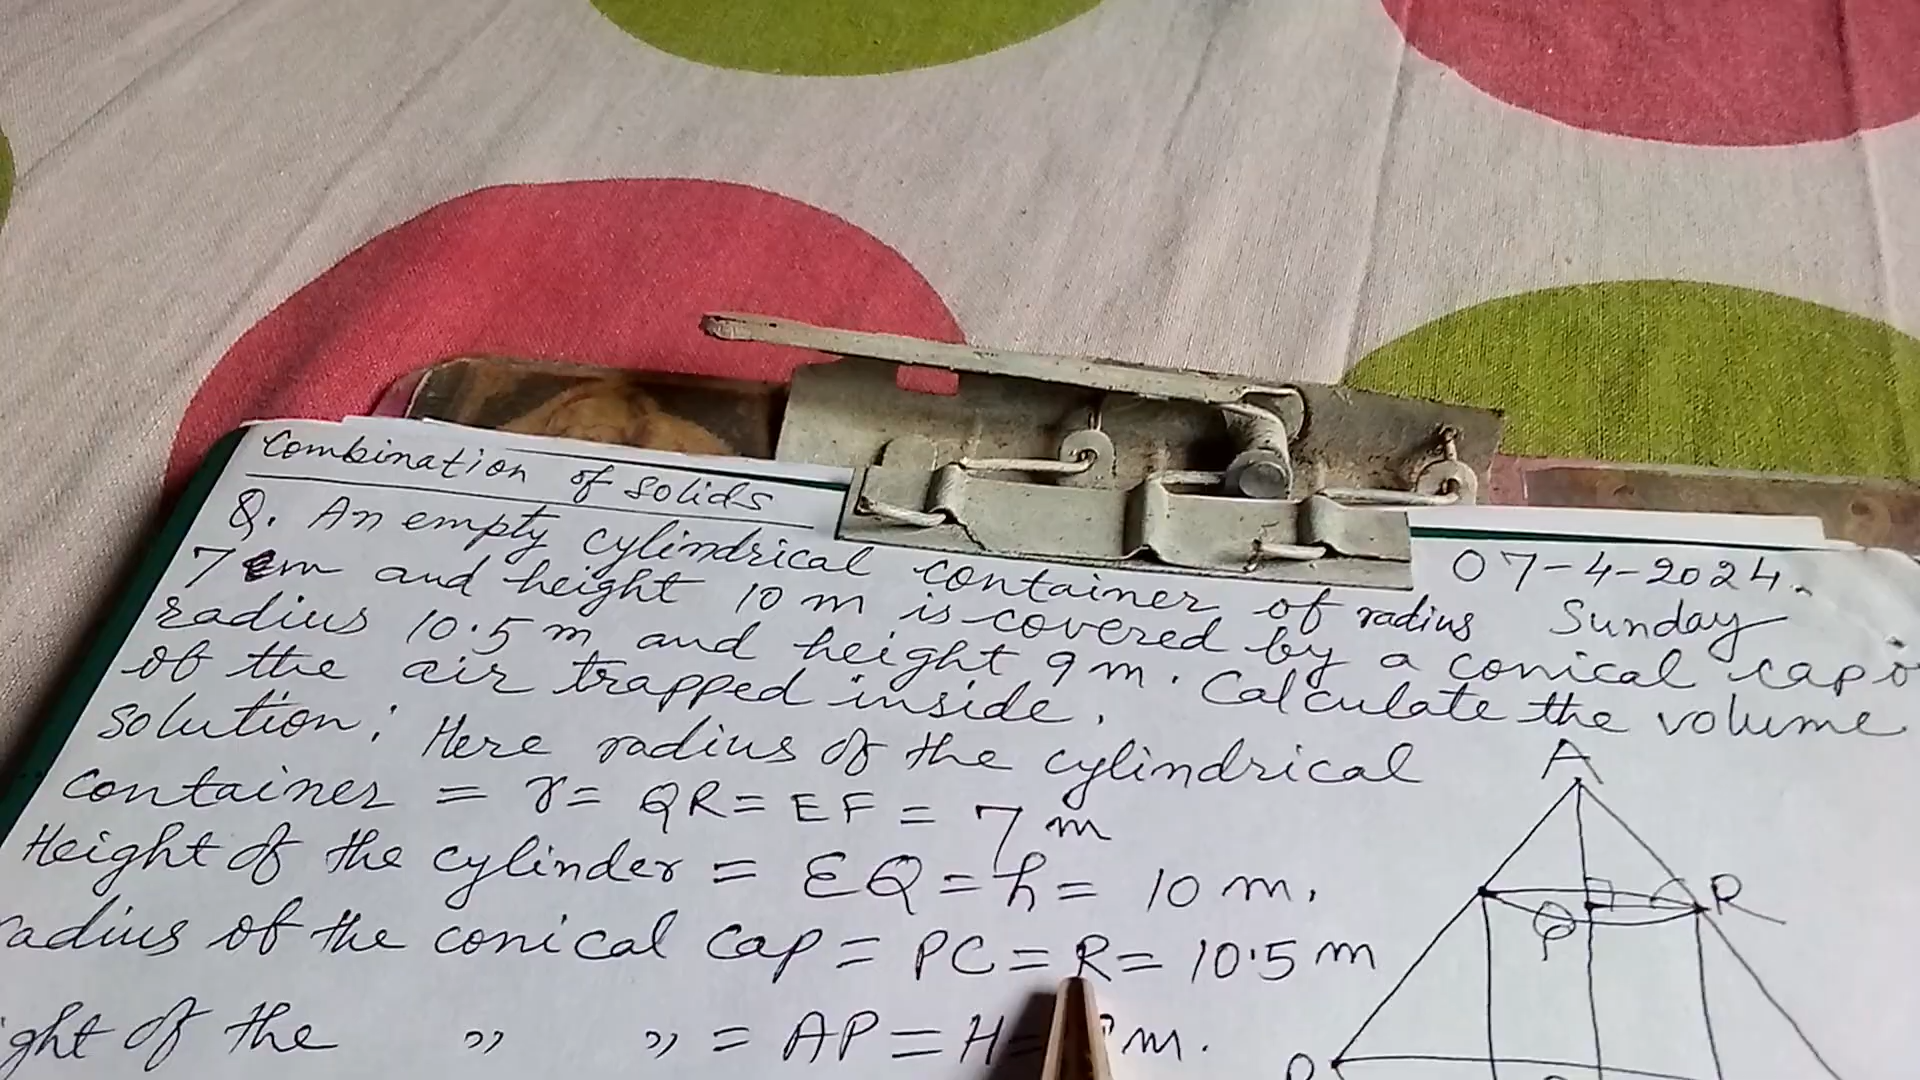 Combination of solids
07-4-2024.
Sunday
Q. An empty cylindrical container of radius
7 m and height 10 m is covered by a conical cap
radius 10.5 m and height 9 m. Calculate the volume
of the air trapped inside.
Solution: Here radius of the cylindrical
container = r = QR = EF = 7 m
Height of the cylinder = EQ = h = 10 m.
radius of the conical cap = PC = R = 10.5 m
ght of the " " = AP = H = m.
A
Q
R
P